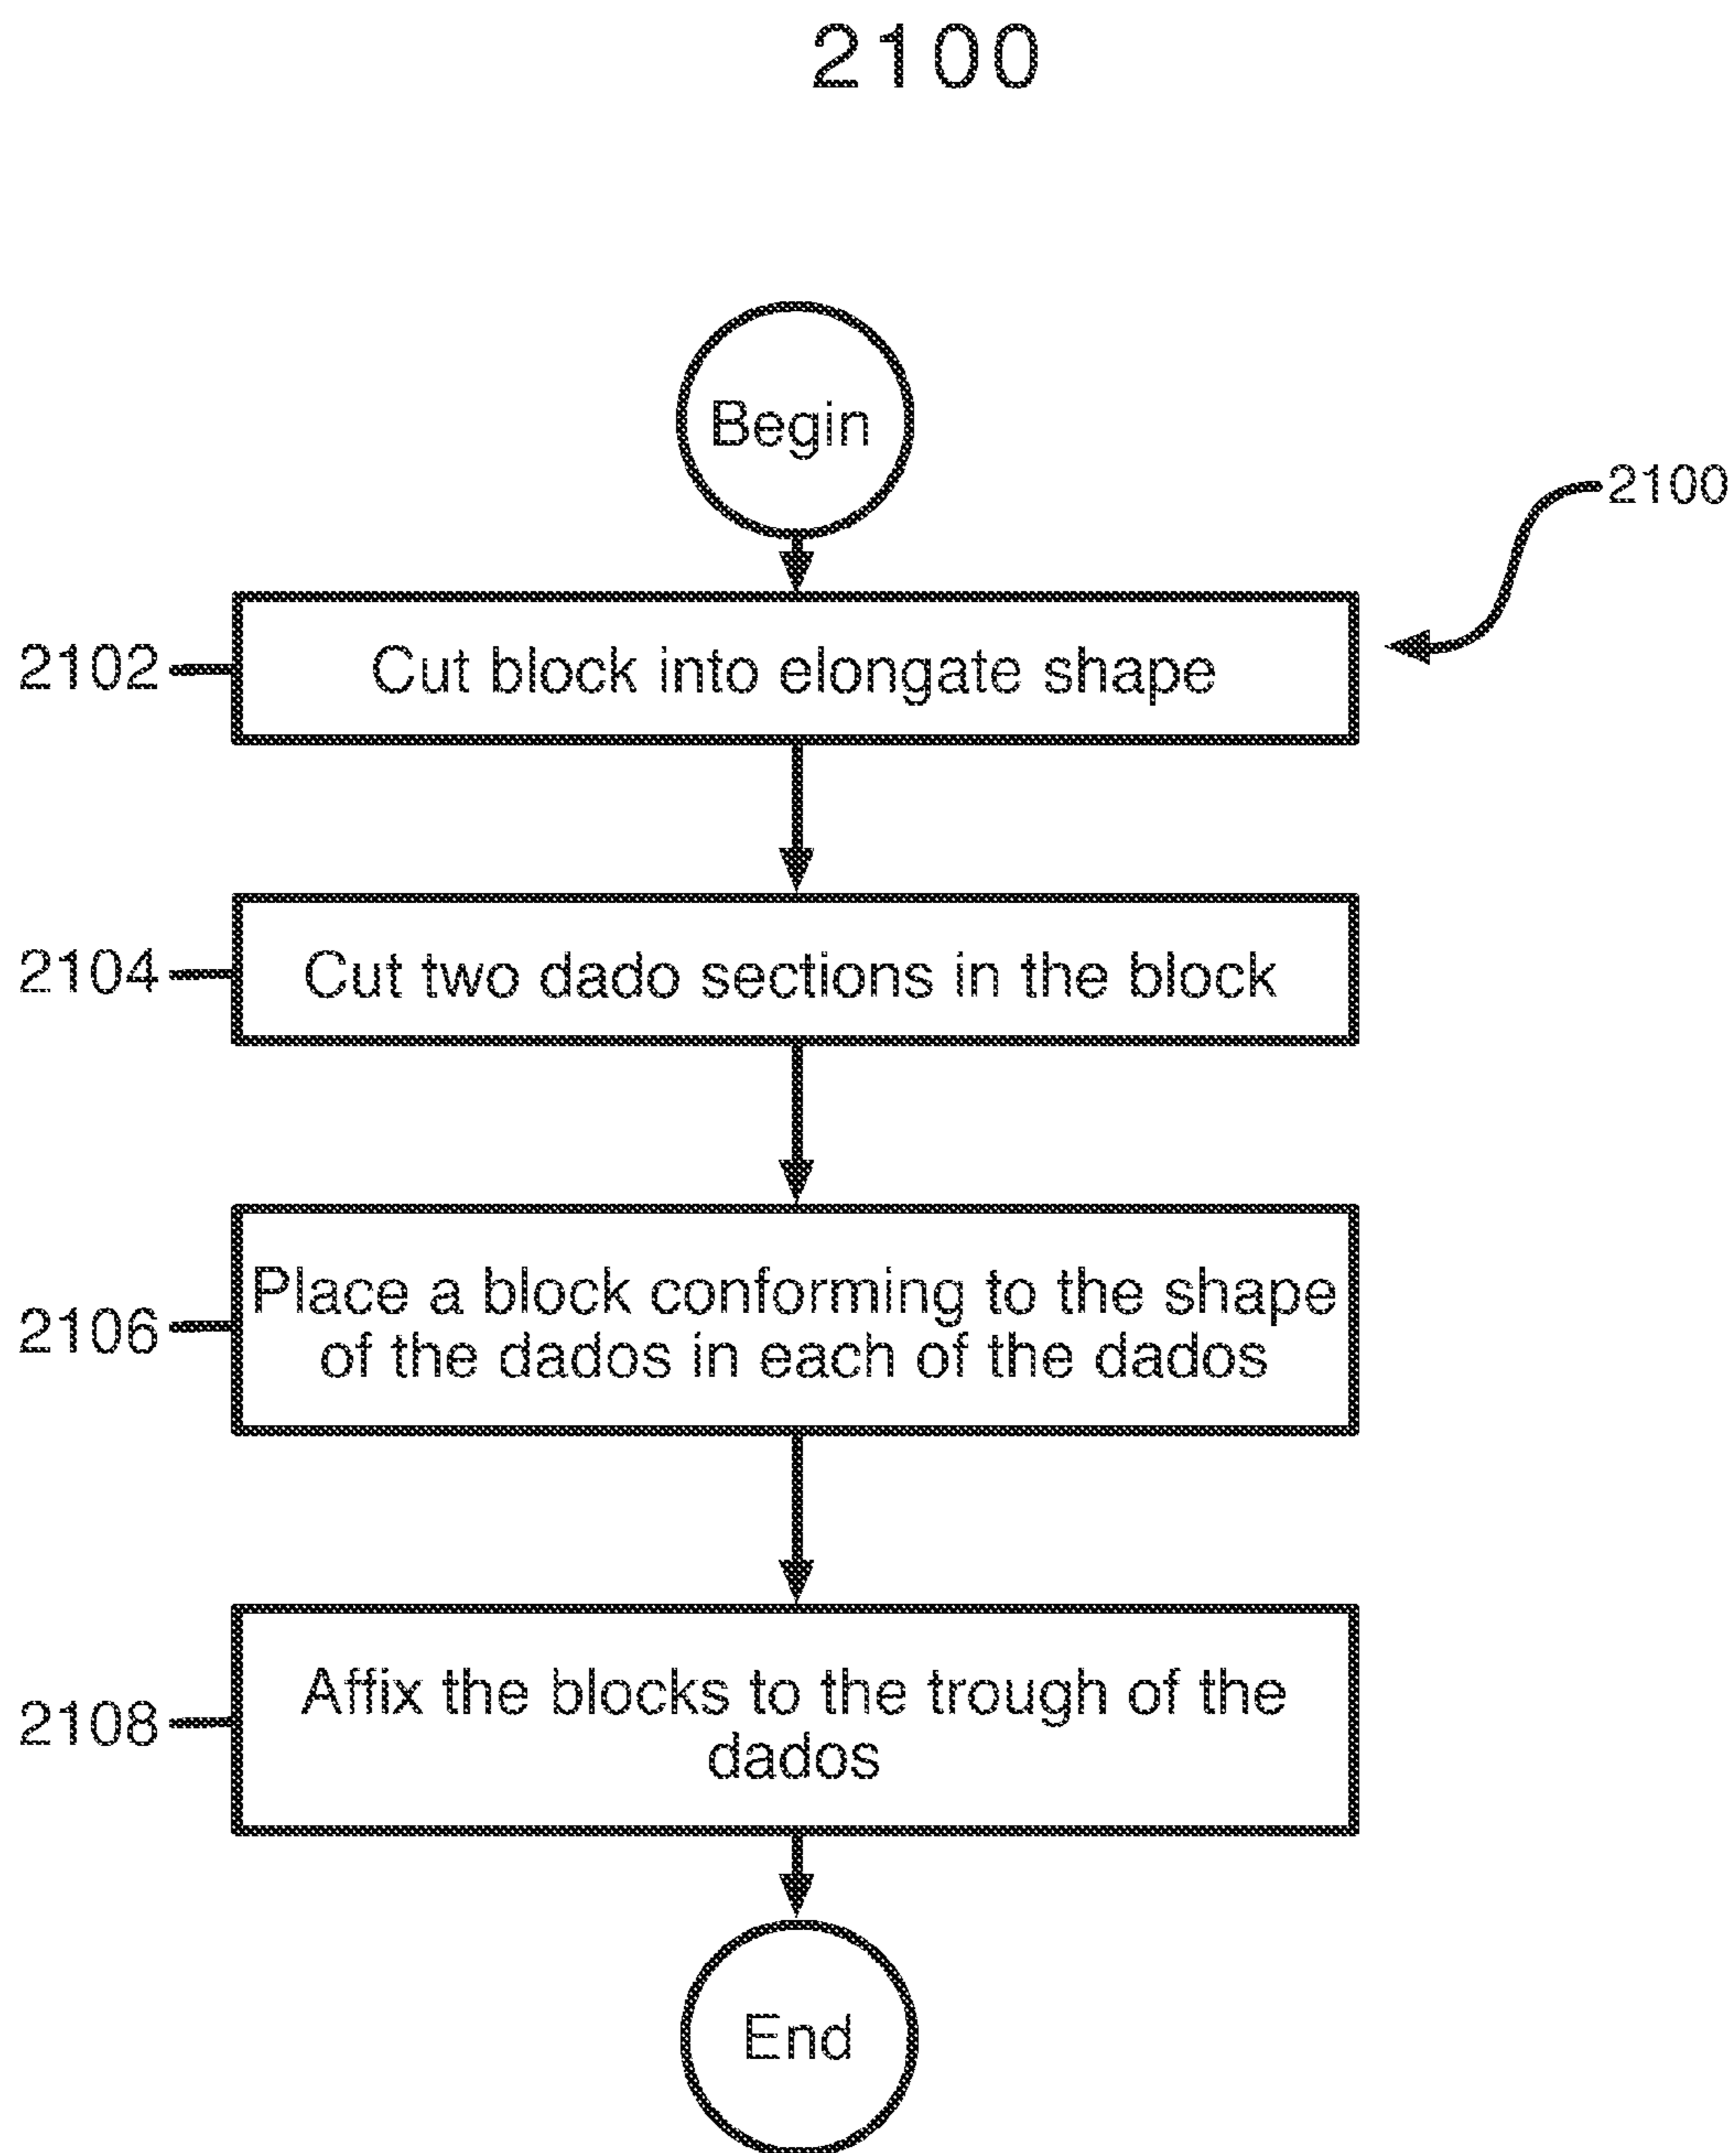 2100
Begin
2100
2102
Cut block into elongate shape
2104
Cut two dado sections in the block
Place a block conforming to the shape
2106
of the dados in each of the dados
Affix the blocks to the trough of the
2108
dados
End